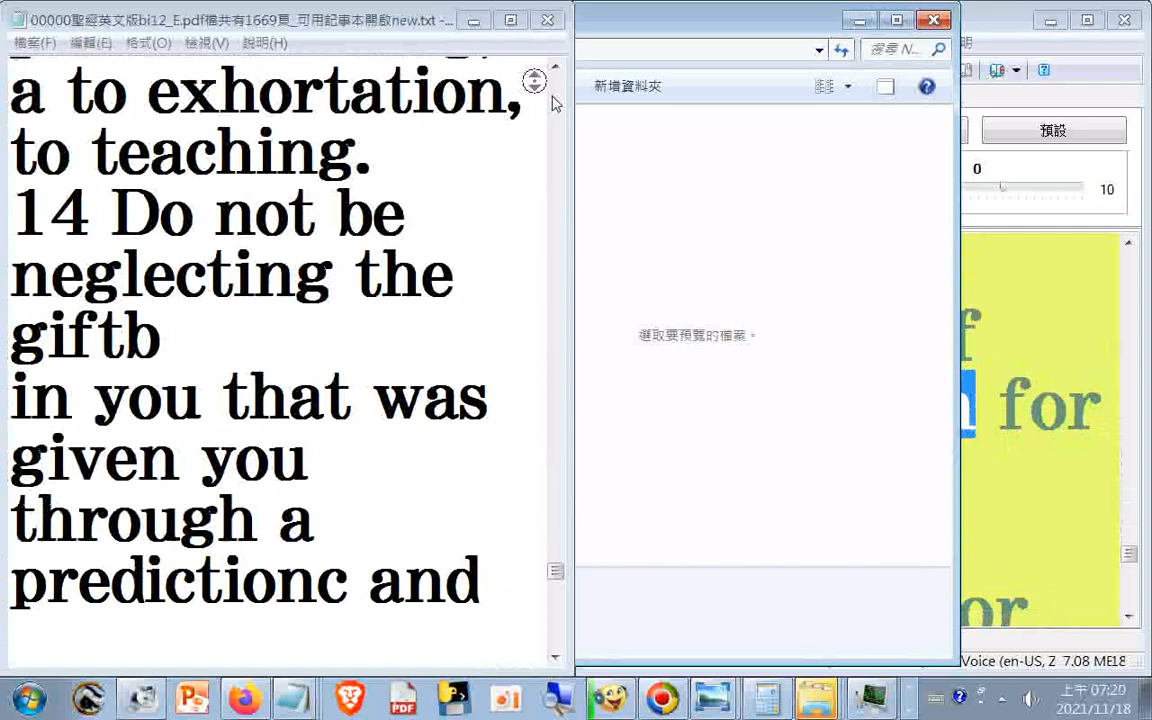 00000聖經英文版bi12_E.pdf檔共有1669頁_可用記事本開啟new.txt -...
檔案(F) 編輯(E) 格式(O) 檢視(V) 說明(H)
a to exhortation,
to teaching.
14 Do not be
neglecting the
giftb
in you that was
given you
through a
predictionc and
搜尋 N...
新增資料夾
選取要預覽的檔案。
明
預設
0
10
f
for
or
Voice (en-US, Z 7.08 ME18
PDF
上午 07:20
2021/11/18